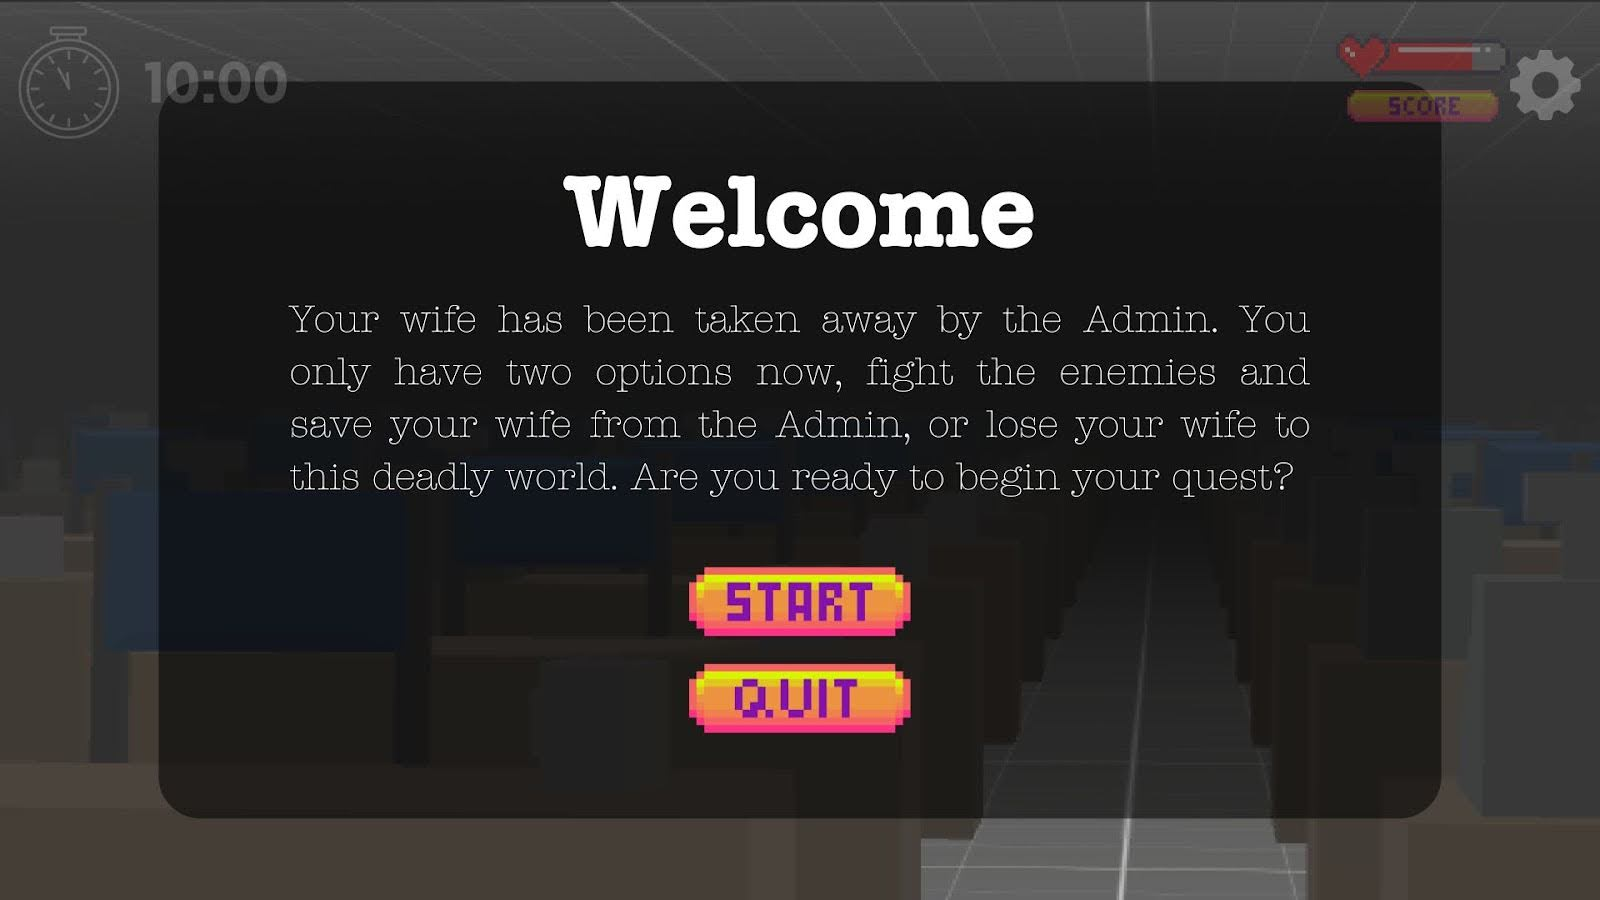 10:00
SCORE
Welcome
Your wife has been taken away by the Admin. You
only have two options now, fight the enemies and
save your wife from the Admin, or lose your wife to
this deadly world. Are you ready to begin your quest?
START
QUIT